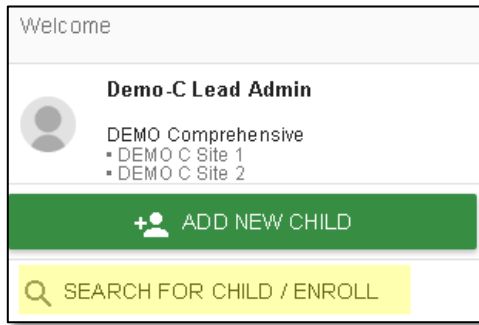 Welcome
Demo-C Lead Admin
DEMO Comprehensive
▪ DEMO C Site 1
▪ DEMO C Site 2
ADD NEW CHILD
SEARCH FOR CHILD / ENROLL